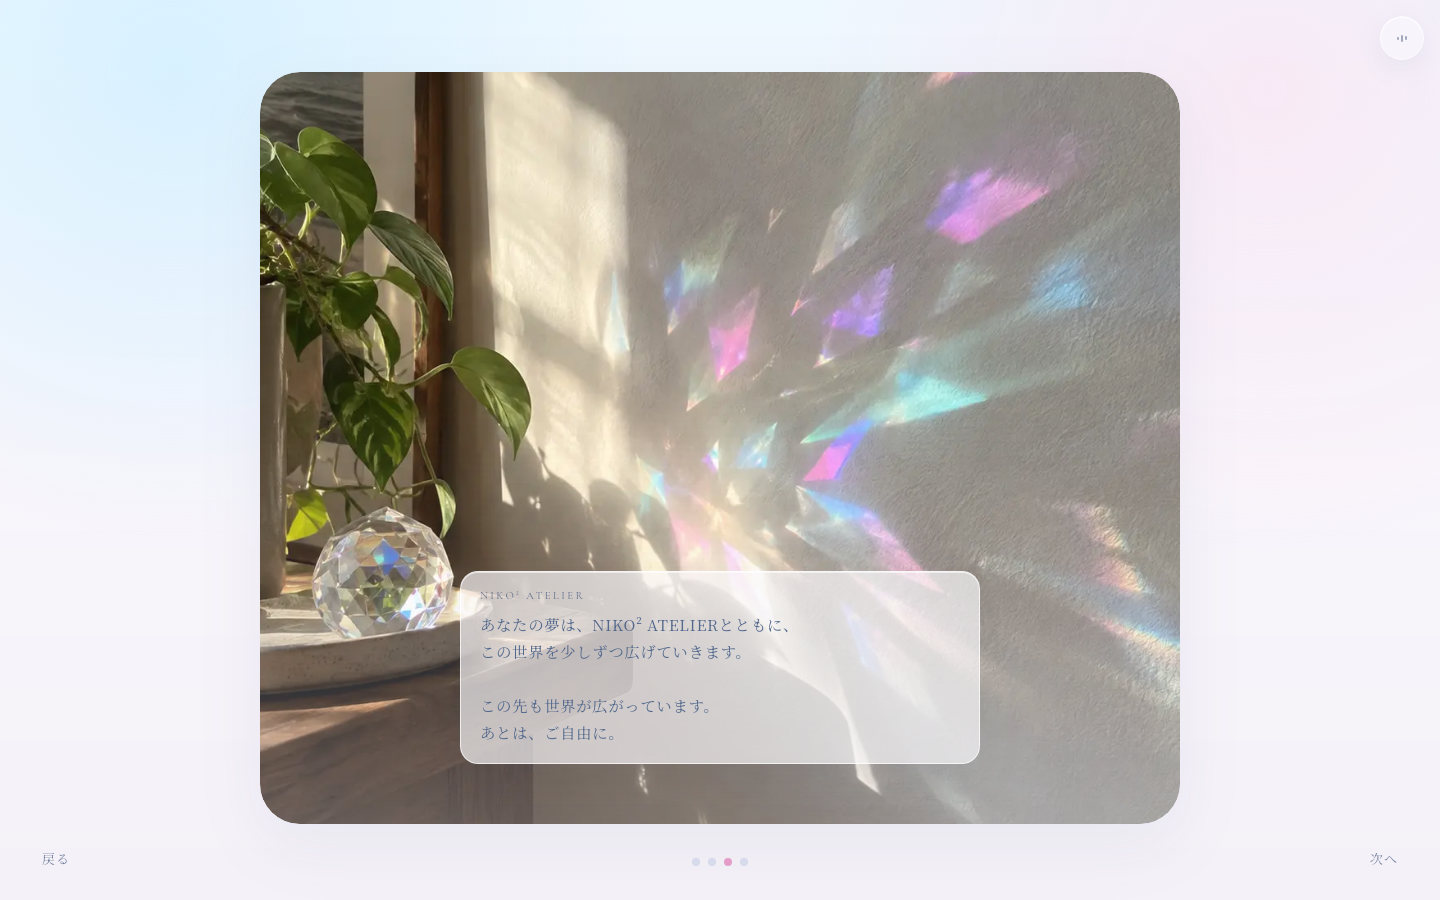 NIKO² ATELIER
あなたの夢は、NIKO² ATELIERとともに、
この世界を少しずつ広げていきます。
この先も世界が広がっています。
あとは、ご自由に。
戻る
次へ